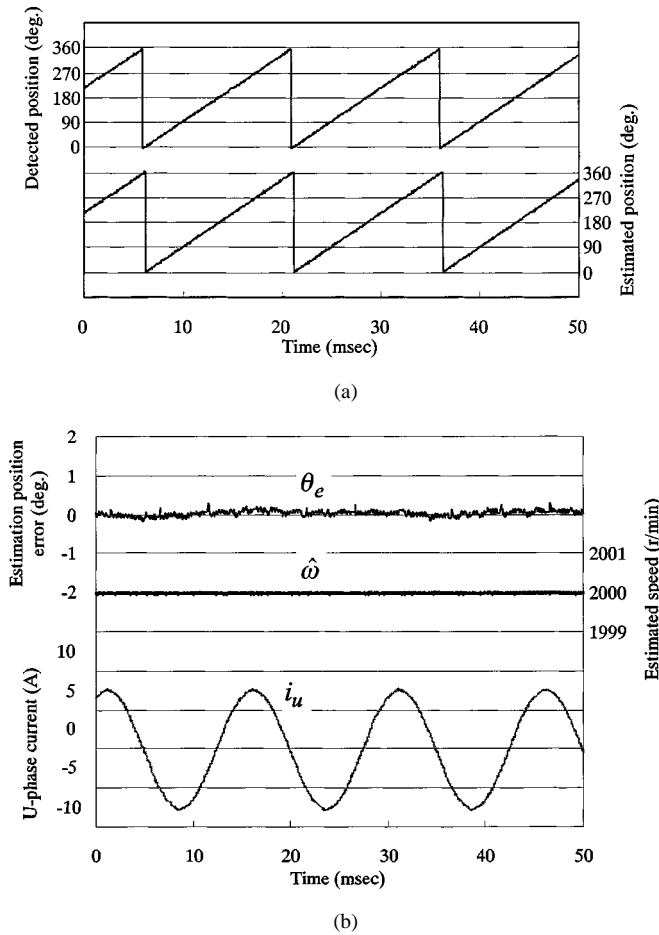 Detected position (deg.)
360
270
180
90
0
Estimated position (deg.)
360
270
180
90
0
0 10 20 30 40 50
Time (msec)
(a)
Estimation position
error (deg.)
2
1
0
-1
-2
θe
ω̂
Estimated speed (r/min)
2001
2000
1999
U-phase current (A)
10
5
0
-5
-10
iu
0 10 20 30 40 50
Time (msec)
(b)